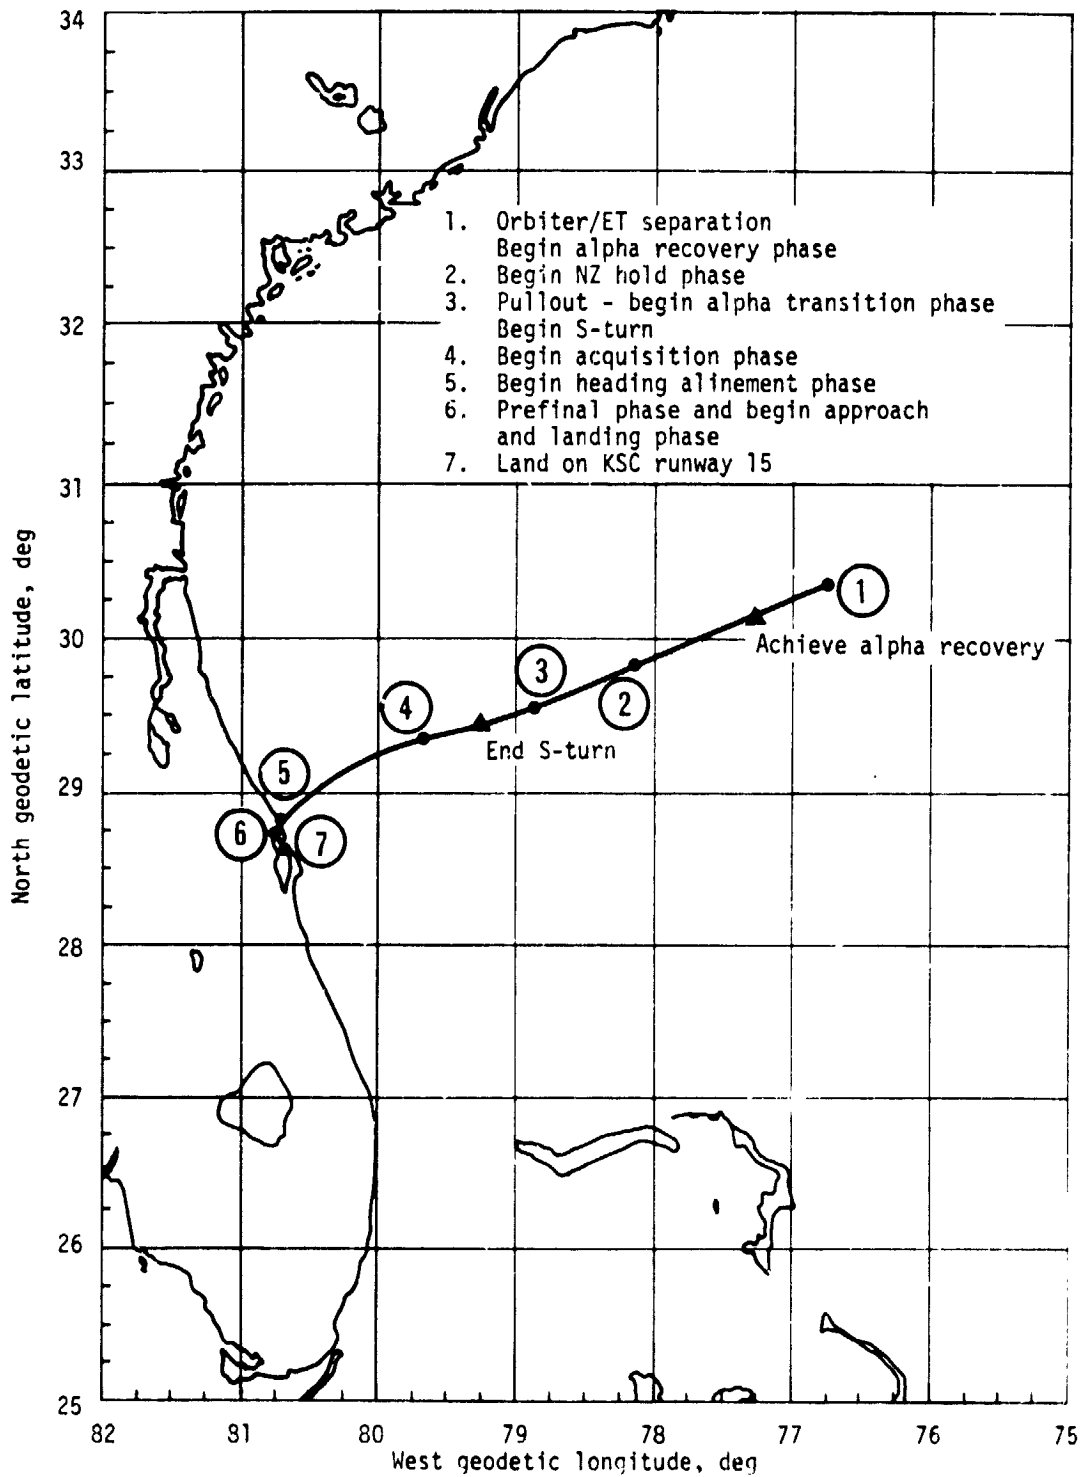 34
33
32
31
30
29
28
27
26
25
North geodetic latitude, deg
1. Orbiter/ET separation
Begin alpha recovery phase
2. Begin NZ hold phase
3. Pullout - begin alpha transition phase
Begin S-turn
4. Begin acquisition phase
5. Begin heading alinement phase
6. Prefinal phase and begin approach
and landing phase
7. Land on KSC runway 15
1
Achieve alpha recovery
2
3
End S-turn
4
5
6
7
82 81 80 79 78 77 76 75
West geodetic longitude, deg